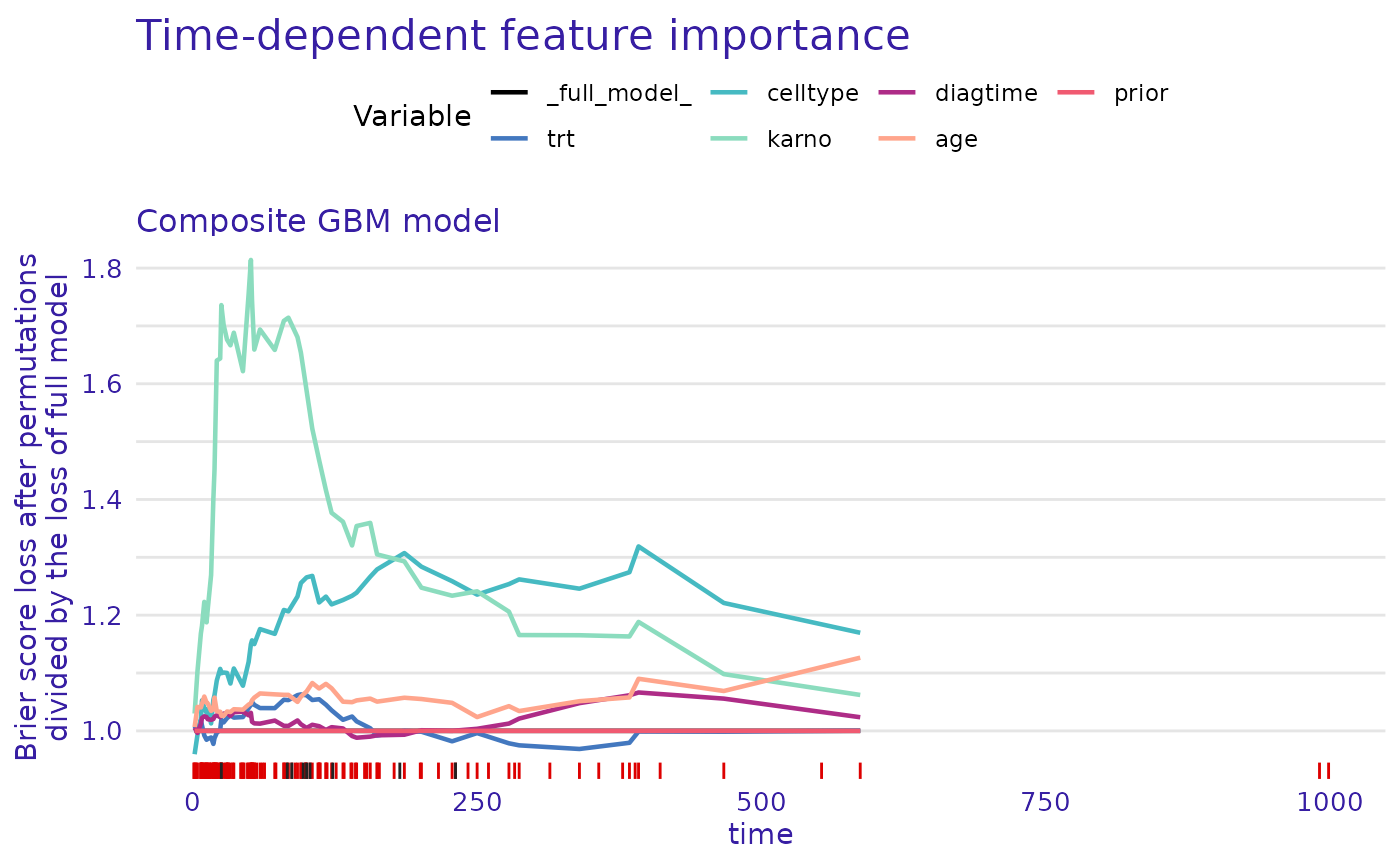 Time-dependent feature importance
Variable
_full_model_
celltype
diagtime
prior
trt
karno
age
Composite GBM model
Brier score loss after permutations
divided by the loss of full model
1.8
1.6
1.4
1.2
1.0
0
250
500
750
1000
time